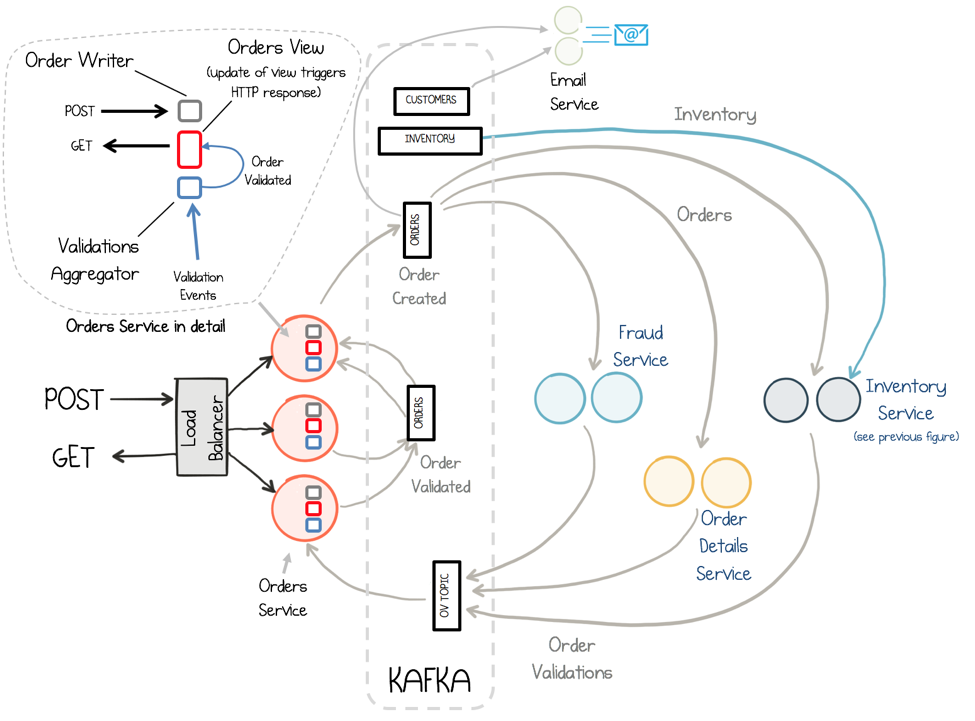 Order Writer
Orders View
(update of view triggers
HTTP response)
POST
GET
Order
Validated
Validations
Aggregator
Validation
Events
Orders Service in detail
CUSTOMERS
INVENTORY
@
Email
Service
Inventory
ORDERS
Order
Created
Orders
Fraud
Service
POST
GET
Load
Balancer
ORDERS
Order
Validated
Inventory
Service
(see previous figure)
Order
Details
Service
Orders
Service
OV TOPIC
Order
Validations
KAFKA